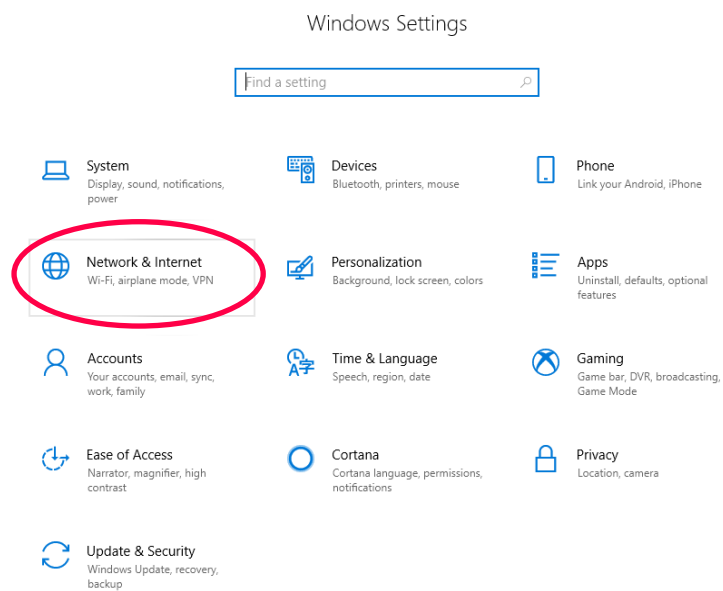 Windows Settings
Find a setting
System
Display, sound, notifications,
power
Devices
Bluetooth, printers, mouse
Phone
Link your Android, iPhone
Network & Internet
Wi-Fi, airplane mode, VPN
Personalization
Background, lock screen, colors
Apps
Uninstall, defaults, optional
features
Accounts
Your accounts, email, sync,
work, family
Time & Language
Speech, region, date
Gaming
Game bar, DVR, broadcasting,
Game Mode
Ease of Access
Narrator, magnifier, high
contrast
Cortana
Cortana language, permissions,
notifications
Privacy
Location, camera
Update & Security
Windows Update, recovery,
backup